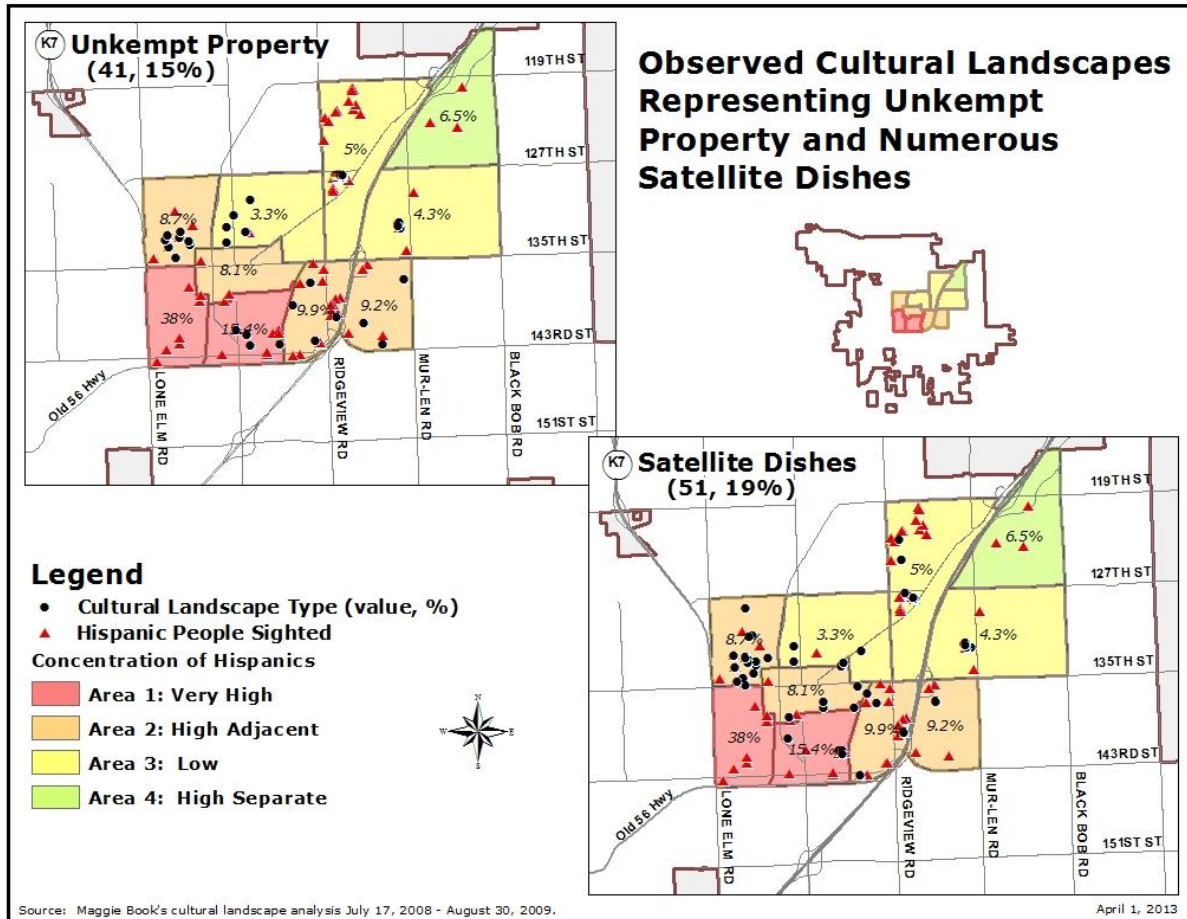 K7
Unkempt Property
(41, 15%)
119TH ST
6.5%
5%
127TH ST
8.7%
3.3%
4.3%
135TH ST
8.1%
38%
15.4%
9.9%
9.2%
143RD ST
Old 56 Hwy
LONE ELM RD
RIDGEVIEW RD
MUR-LEN RD
BLACK BOB RD
151ST ST
Observed Cultural Landscapes
Representing Unkempt
Property and Numerous
Satellite Dishes
K7
Satellite Dishes
(51, 19%)
119TH ST
6.5%
5%
127TH ST
8.7%
3.3%
4.3%
135TH ST
8.1%
38%
15.4%
9.9%
9.2%
143RD ST
Old 56 Hwy
LONE ELM RD
RIDGEVIEW RD
MUR-LEN RD
BLACK BOB RD
151ST ST
Legend
Cultural Landscape Type (value, %)
Hispanic People Sighted
Concentration of Hispanics
Area 1: Very High
Area 2: High Adjacent
Area 3: Low
Area 4: High Separate
N
W E
S
Source: Maggie Book's cultural landscape analysis July 17, 2008 - August 30, 2009.
April 1, 2013